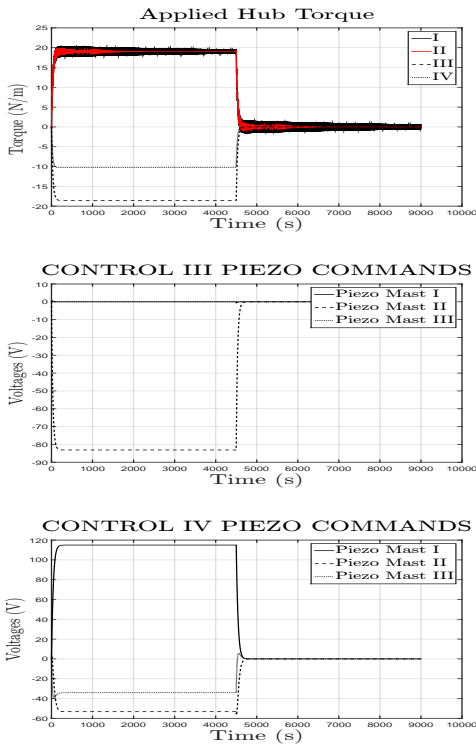 Applied Hub Torque
Torque (N/m)
25
20
15
10
5
0
-5
-10
-15
-20
0 1000 2000 3000 4000 5000 6000 7000 8000 9000 10000
Time (s)
I
II
III
IV
CONTROL III PIEZO COMMANDS
Voltages (V)
10
0
-10
-20
-30
-40
-50
-60
-70
-80
-90
0 1000 2000 3000 4000 5000 6000 7000 8000 9000 10000
Time (s)
Piezo Mast I
Piezo Mast II
Piezo Mast III
CONTROL IV PIEZO COMMANDS
Voltages (V)
120
100
80
60
40
20
0
-20
-40
-60
0 1000 2000 3000 4000 5000 6000 7000 8000 9000 10000
Time (s)
Piezo Mast I
Piezo Mast II
Piezo Mast III